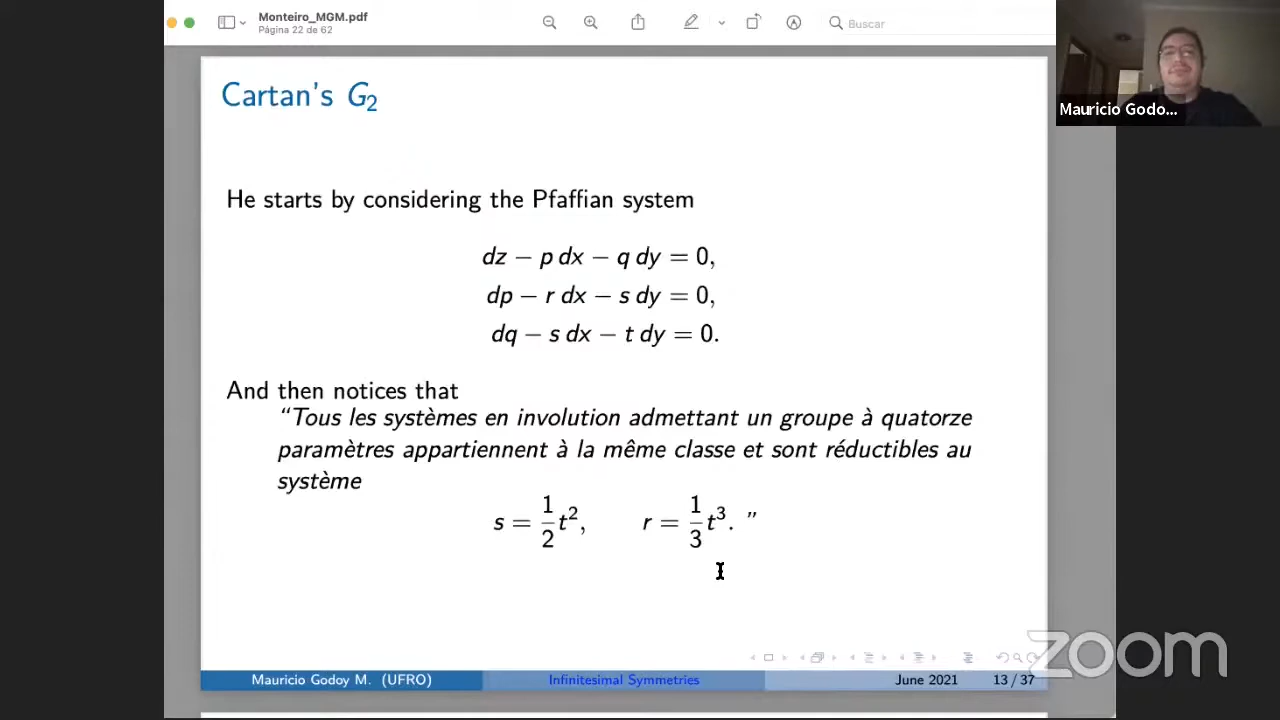 Monteiro_MGM.pdf
Página 22 de 62
Buscar
Mauricio Godo...
Cartan's G₂
He starts by considering the Pfaffian system
dz − p dx − q dy = 0,
dp − r dx − s dy = 0,
dq − s dx − t dy = 0.
And then notices that
“Tous les systèmes en involution admettant un groupe à quatorze
paramètres appartiennent à la même classe et sont réductibles au
système
s = 1/2 t², r = 1/3 t³. ”
zoom
Mauricio Godoy M. (UFRO) Infinitesimal Symmetries June 2021 13 / 37